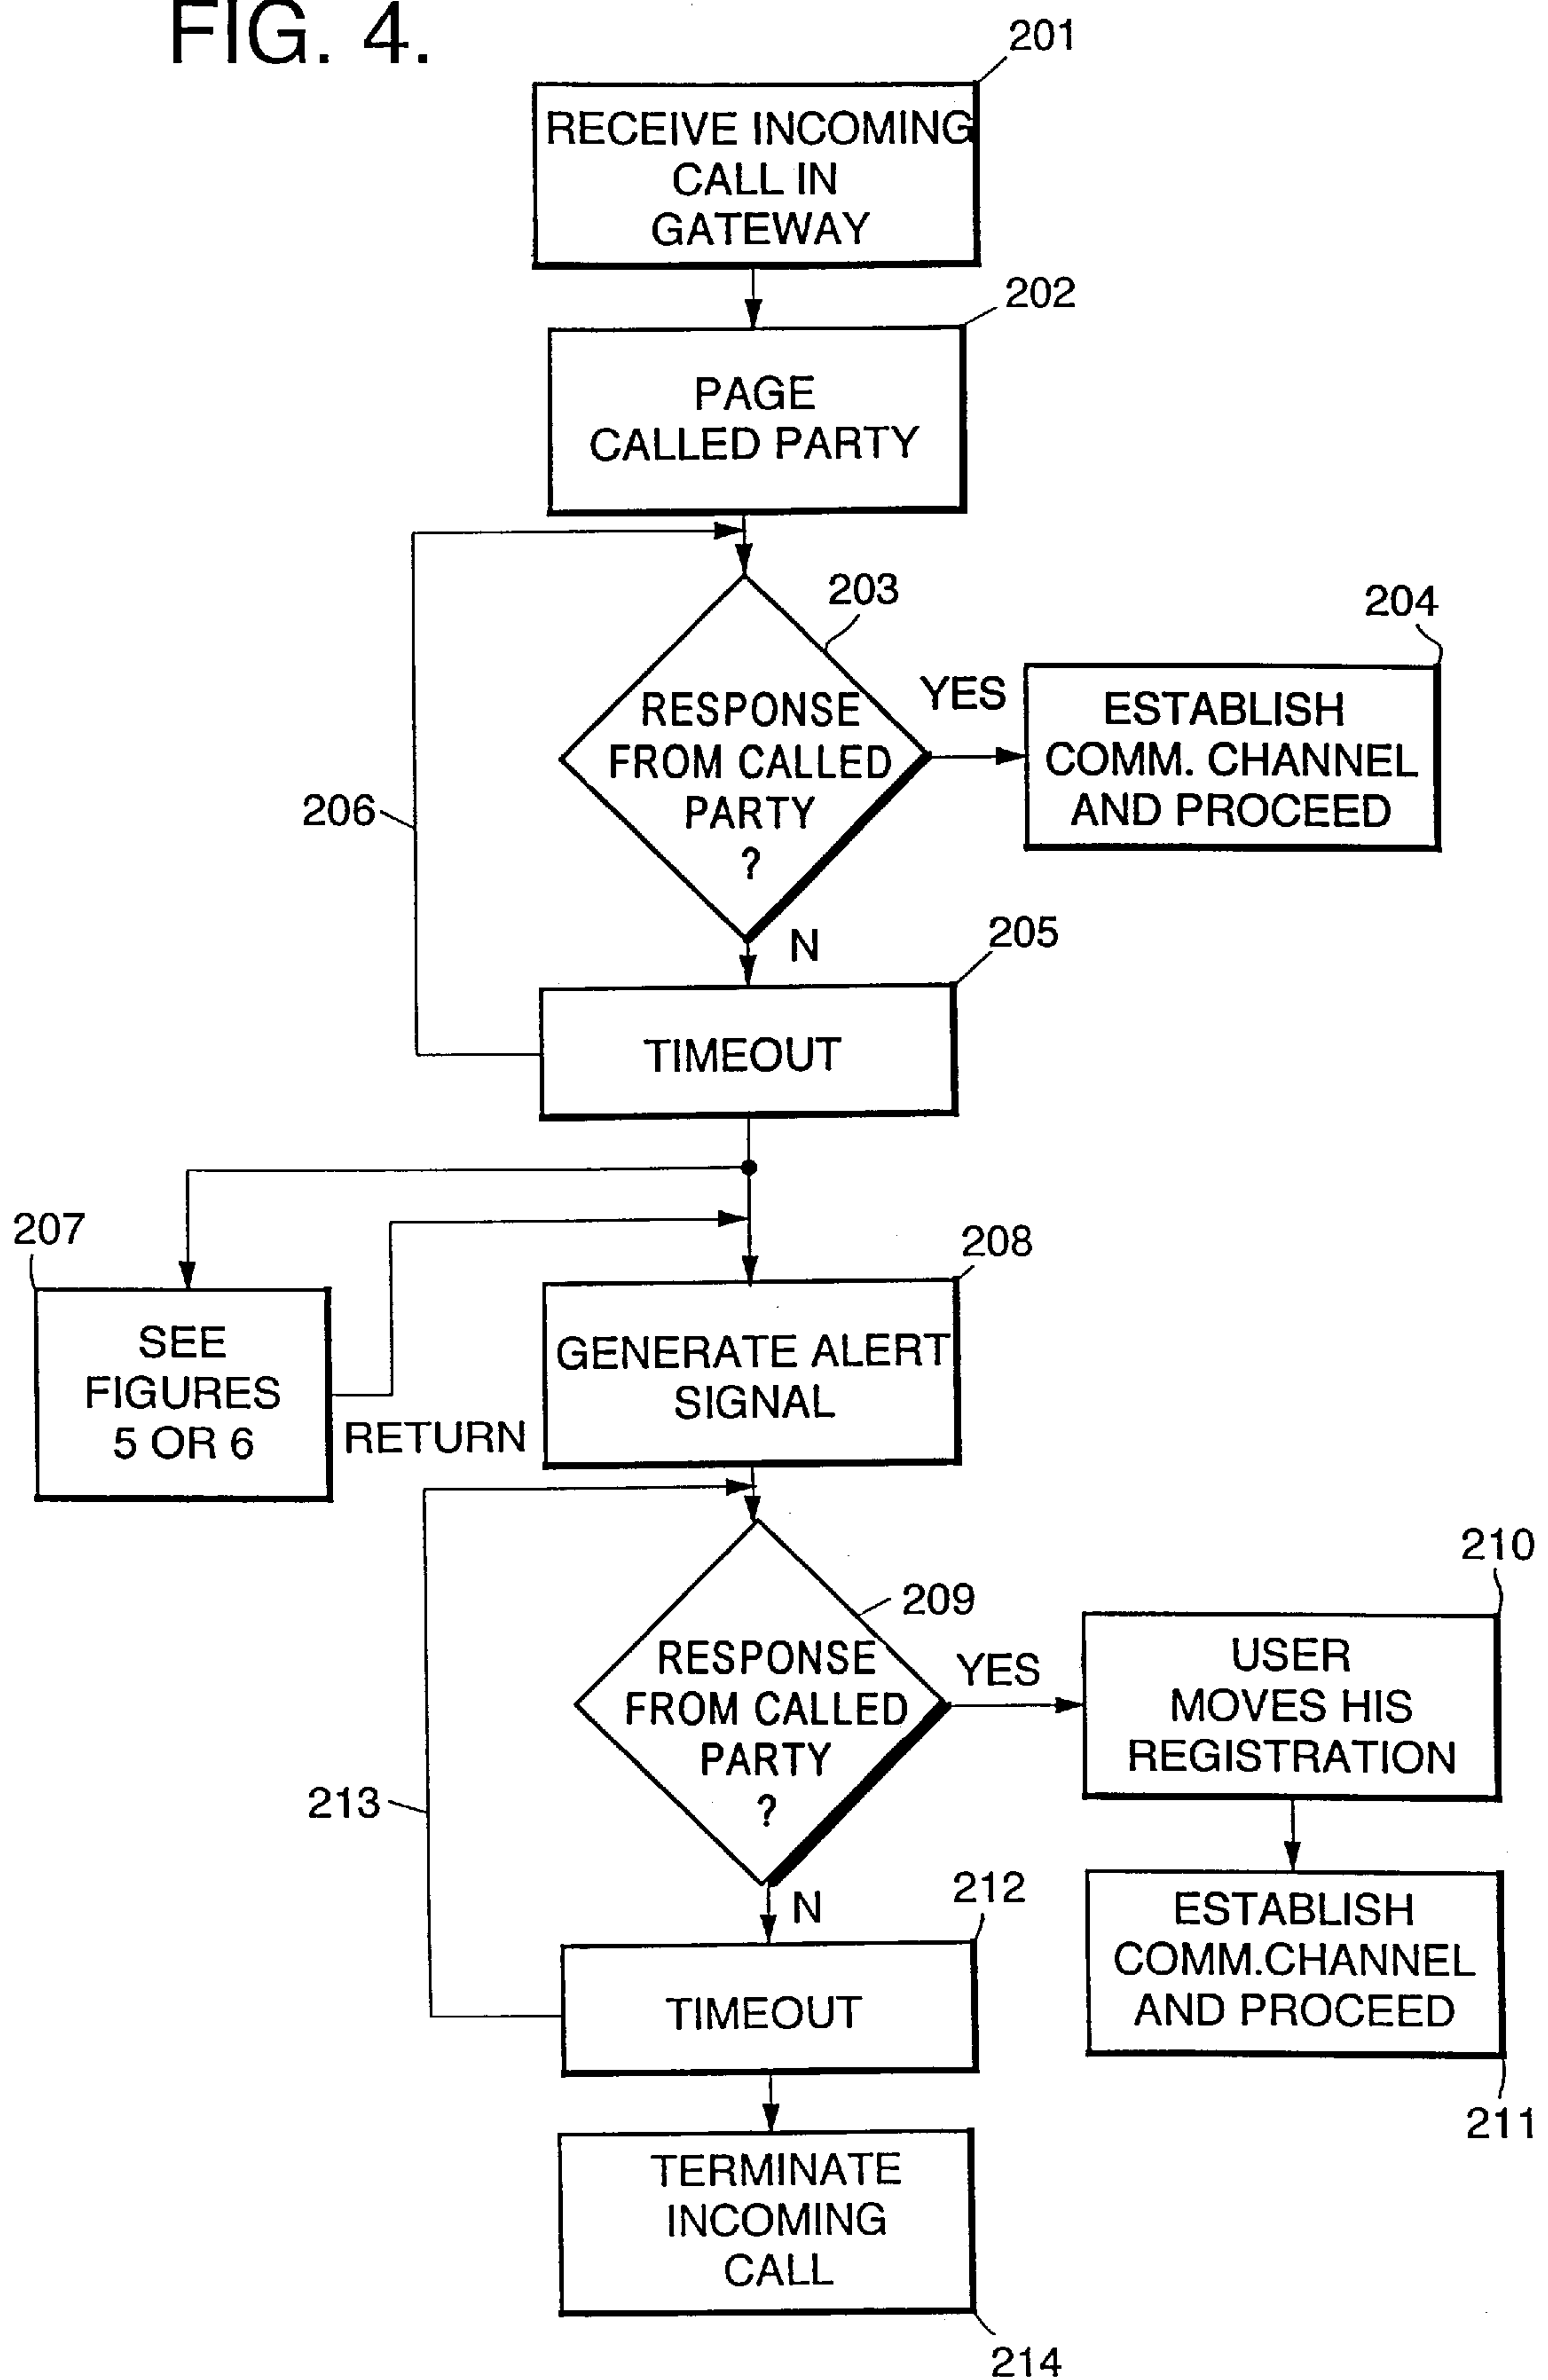 FIG. 4.
201
RECEIVE INCOMING
CALL IN
GATEWAY
202
PAGE
CALLED PARTY
203
RESPONSE
FROM CALLED
PARTY
?
YES
204
ESTABLISH
COMM. CHANNEL
AND PROCEED
206
N
205
TIMEOUT
207
SEE
FIGURES
5 OR 6
RETURN
208
GENERATE ALERT
SIGNAL
209
RESPONSE
FROM CALLED
PARTY
?
YES
210
USER
MOVES HIS
REGISTRATION
213
N
212
TIMEOUT
ESTABLISH
COMM.CHANNEL
AND PROCEED
211
TERMINATE
INCOMING
CALL
214